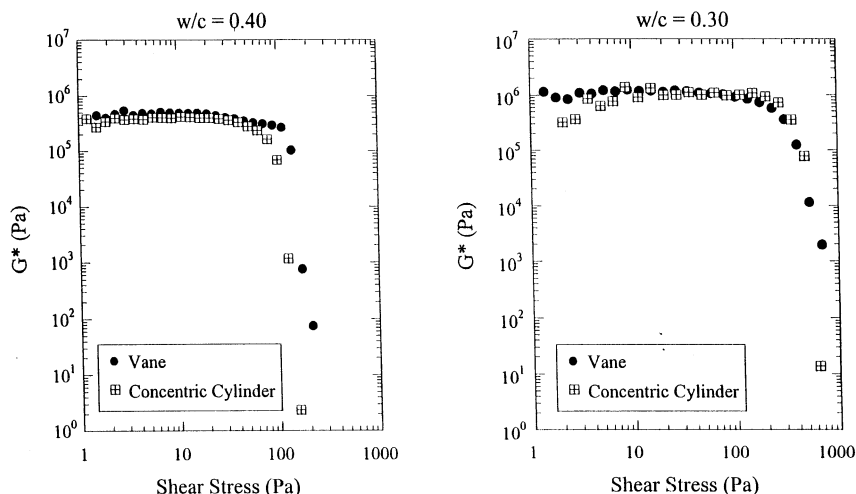 w/c = 0.40
10^7
10^6
10^5
10^4
10^3
10^2
10^1
10^0
G* (Pa)
Vane
Concentric Cylinder
1 10 100 1000
Shear Stress (Pa)
w/c = 0.30
10^7
10^6
10^5
10^4
10^3
10^2
10^1
10^0
G* (Pa)
Vane
Concentric Cylinder
1 10 100 1000
Shear Stress (Pa)